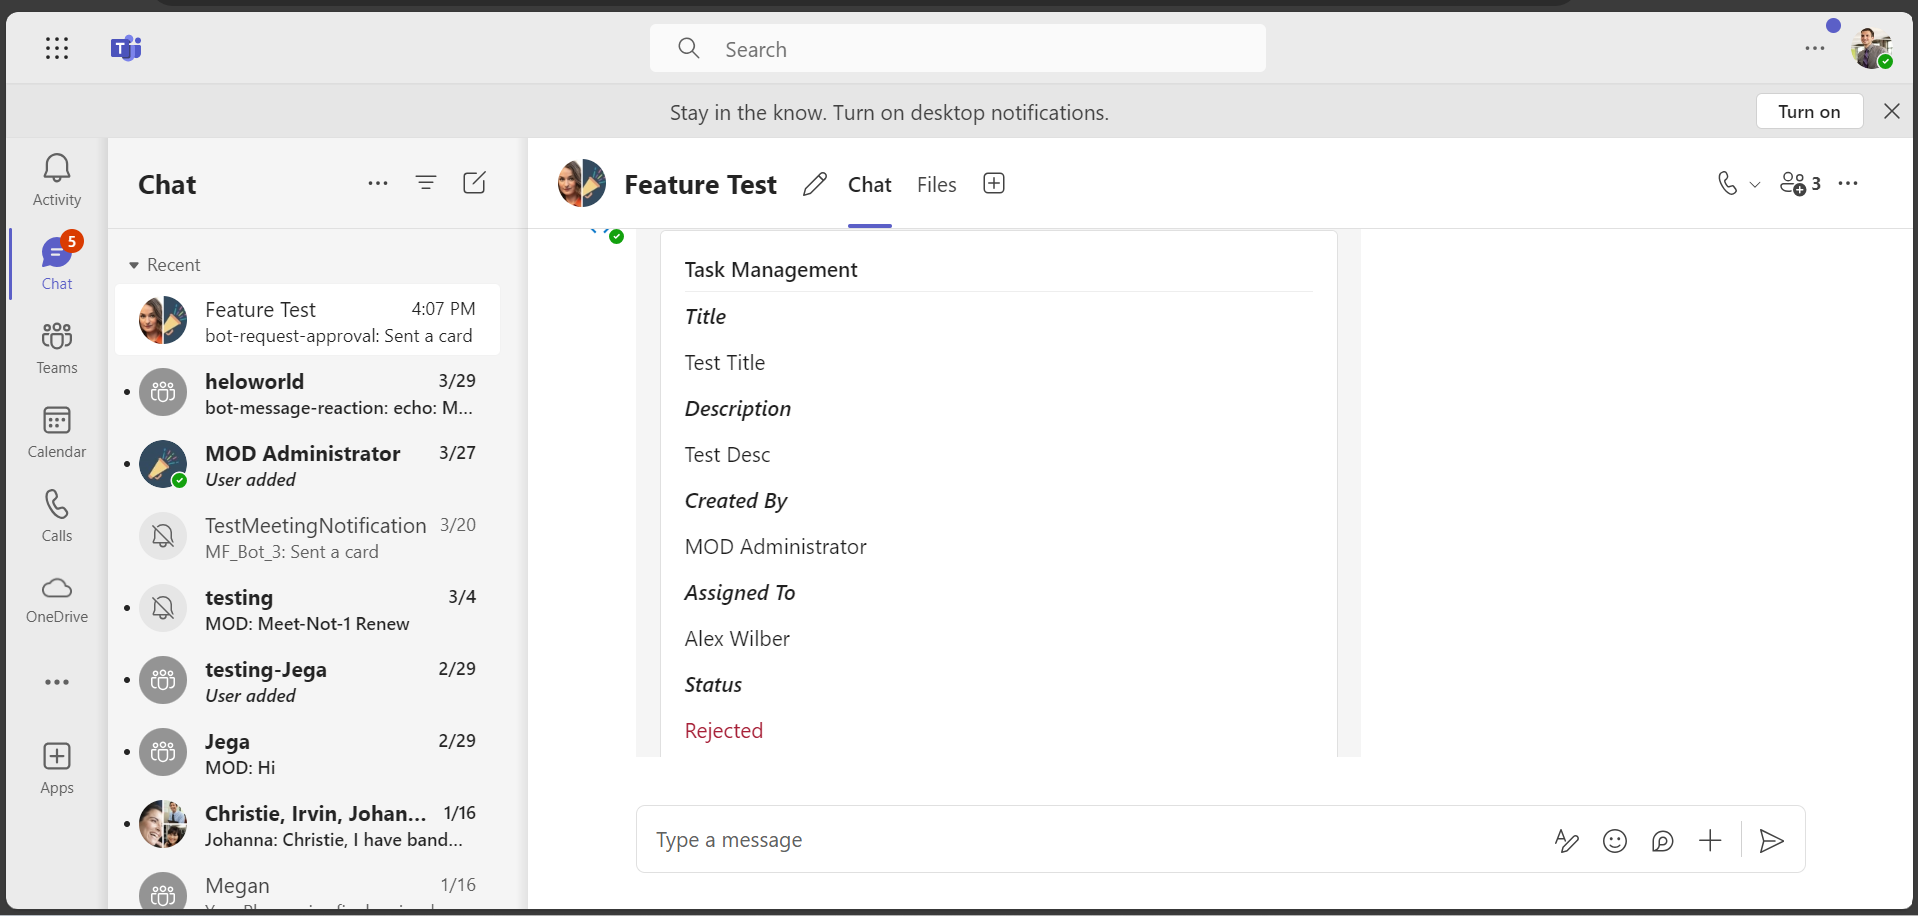 Search
Stay in the know. Turn on desktop notifications.
Turn on
Activity
5
Chat
Teams
Calendar
Calls
OneDrive
Apps
Chat
Recent
Feature Test 4:07 PM
bot-request-approval: Sent a card
heloworld 3/29
bot-message-reaction: echo: M...
MOD Administrator 3/27
User added
TestMeetingNotification 3/20
MF_Bot_3: Sent a card
testing 3/4
MOD: Meet-Not-1 Renew
testing-Jega 2/29
User added
Jega 2/29
MOD: Hi
Christie, Irvin, Johan... 1/16
Johanna: Christie, I have band...
Megan 1/16
Feature Test Chat Files 3
Task Management
Title
Test Title
Description
Test Desc
Created By
MOD Administrator
Assigned To
Alex Wilber
Status
Rejected
Type a message